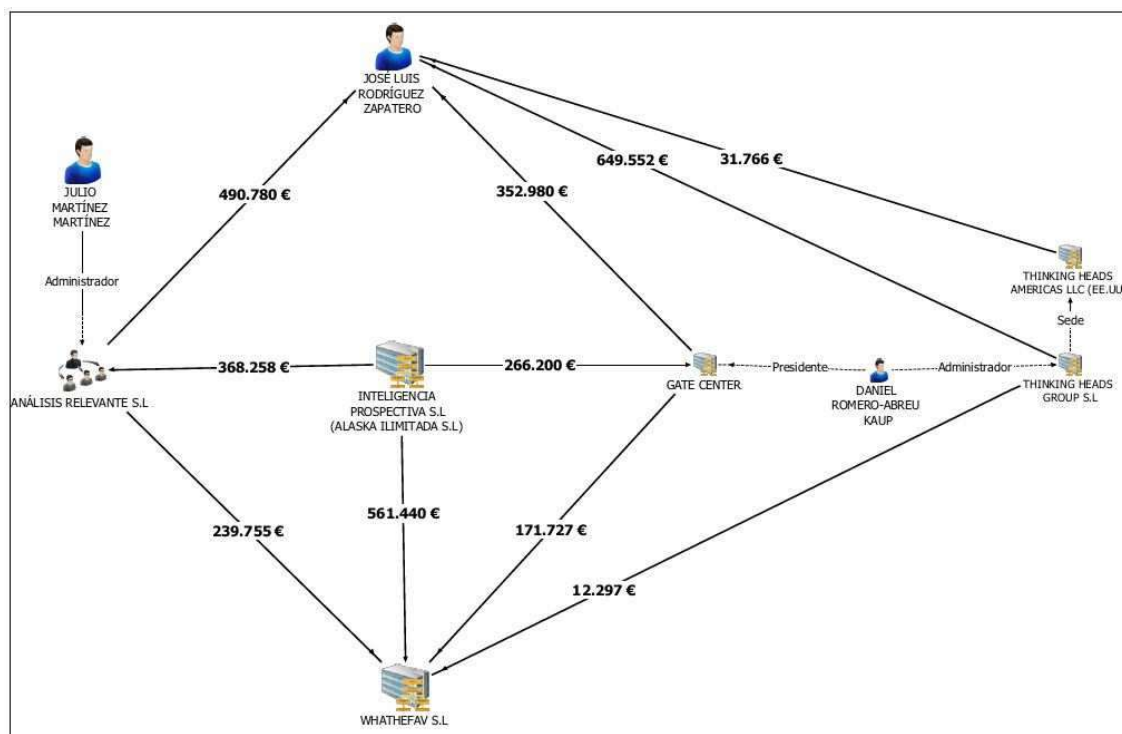 JOSÉ LUIS
RODRÍGUEZ
ZAPATERO
JULIO
MARTÍNEZ
MARTÍNEZ
649.552 €
31.766 €
490.780 €
352.980 €
Administrador
THINKING HEADS
AMERICAS LLC (EE.UU
Sede
368.258 €
266.200 €
Presidente
Administrador
ANÁLISIS RELEVANTE S.L
INTELIGENCIA
PROSPECTIVA S.L
(ALASKA ILIMITADA S.L)
GATE CENTER
DANIEL
ROMERO-ABREU
KAUP
THINKING HEADS
GROUP S.L
239.755 €
561.440 €
171.727 €
12.297 €
WHATHEFAV S.L